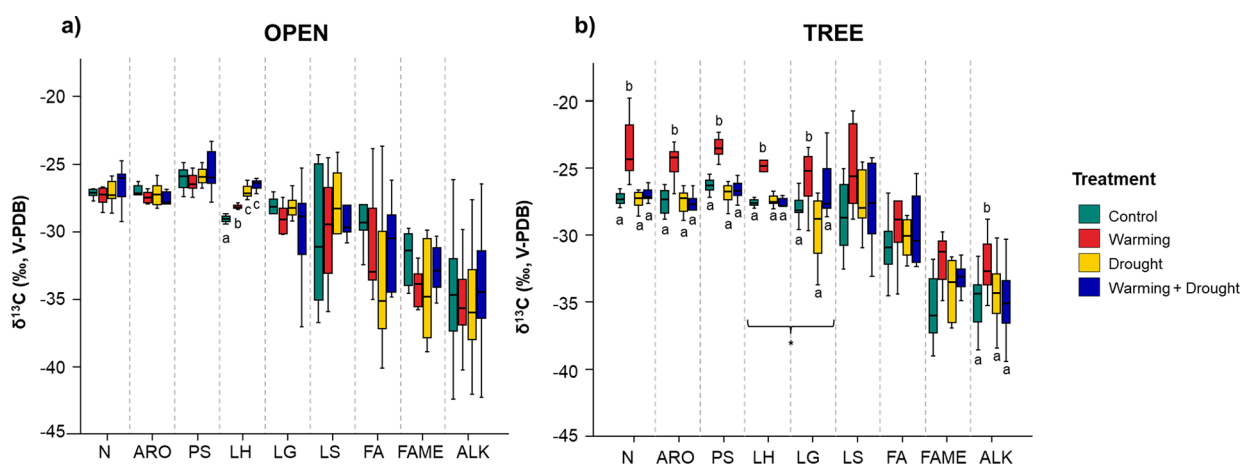 a)
OPEN
δ¹³C (‰, V-PDB)
-20
-25
-30
-35
-40
-45
a
b
c
c
N ARO PS LH LG LS FA FAME ALK
b)
TREE
δ¹³C (‰, V-PDB)
-20
-25
-30
-35
-40
-45
b
b
b
b
b
b
a a a
a a a
a a a
a a a
a a a
*
a a a
N ARO PS LH LG LS FA FAME ALK
Treatment
Control
Warming
Drought
Warming + Drought